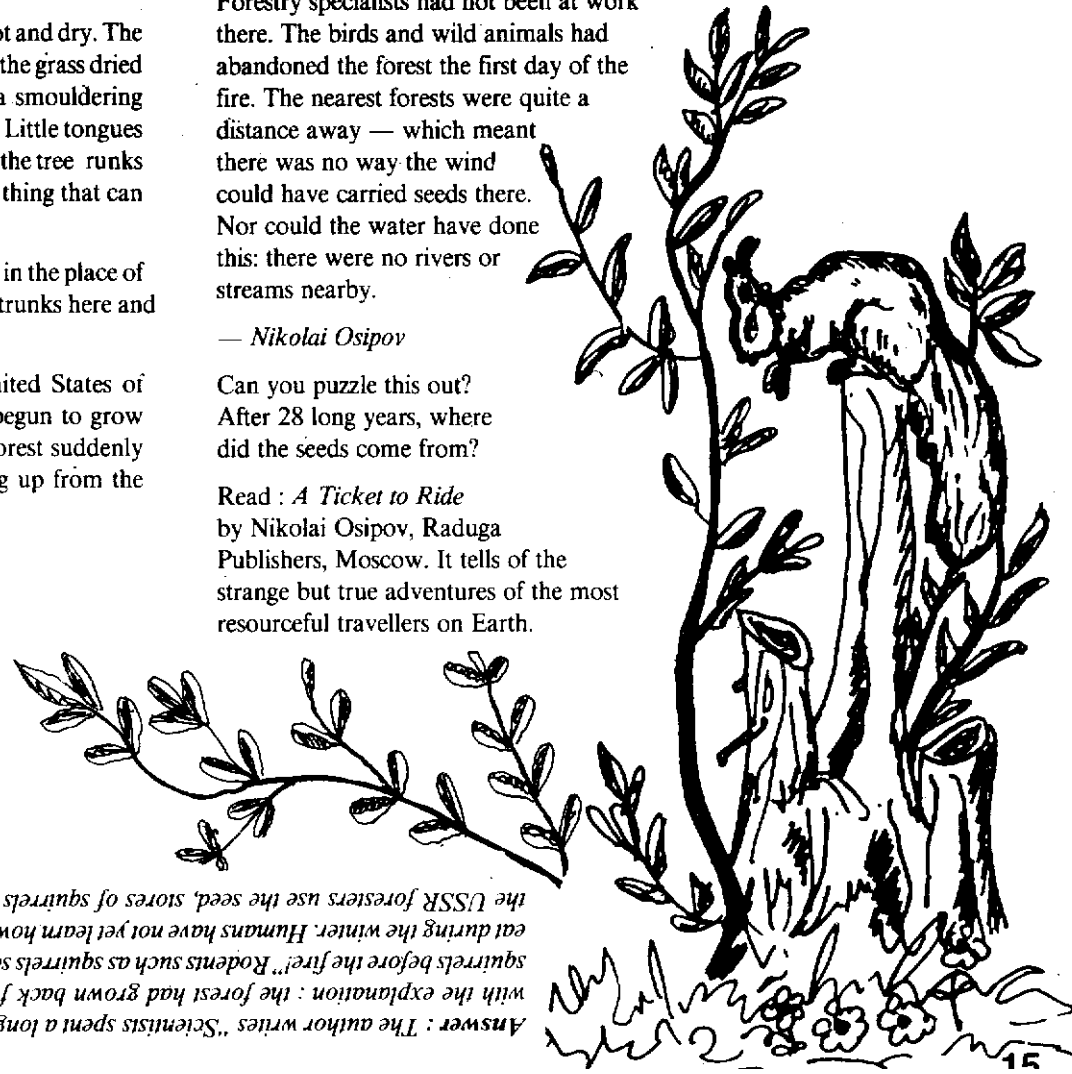 ot and dry. The
the grass dried
a smouldering
Little tongues
the tree runks
thing that can
in the place of
trunks here and
ited States of
begun to grow
orest suddenly
g up from the
Forestry specialists had not been at work
there. The birds and wild animals had
abandoned the forest the first day of the
fire. The nearest forests were quite a
distance away — which meant
there was no way the wind
could have carried seeds there.
Nor could the water have done
this: there were no rivers or
streams nearby.
— Nikolai Osipov
Can you puzzle this out?
After 28 long years, where
did the seeds come from?
Read : A Ticket to Ride
by Nikolai Osipov, Raduga
Publishers, Moscow. It tells of the
strange but true adventures of the most
resourceful travellers on Earth.
Answer : The author writes "Scientists spent a long
with the explanation : the forest had grown back f
squirrels before the fire!" Rodents such as squirrels s
eat during the winter. Humans have not yet learn how
the USSR foresters use the seed, stores of squirrels
15